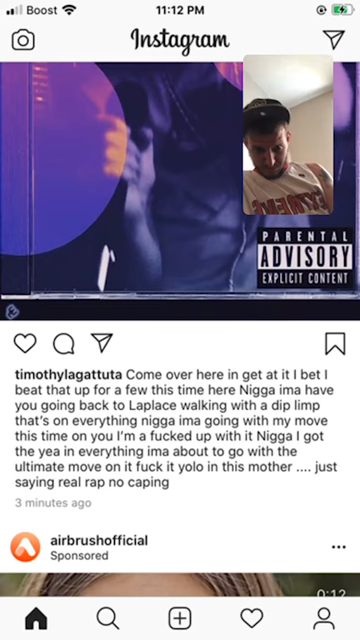 Boost
11:12 PM
Instagram
PARENTAL
ADVISORY
EXPLICIT CONTENT
timothylagattuta Come over here in get at it I bet I
beat that up for a few this time here Nigga ima have
you going back to Laplace walking with a dip limp
that's on everything nigga ima going with my move
this time on you I'm a fucked up with it Nigga I got
the yea in everything ima about to go with the
ultimate move on it fuck it yolo in this mother .... just
saying real rap no caping
3 minutes ago
airbrushofficial
Sponsored
0:12